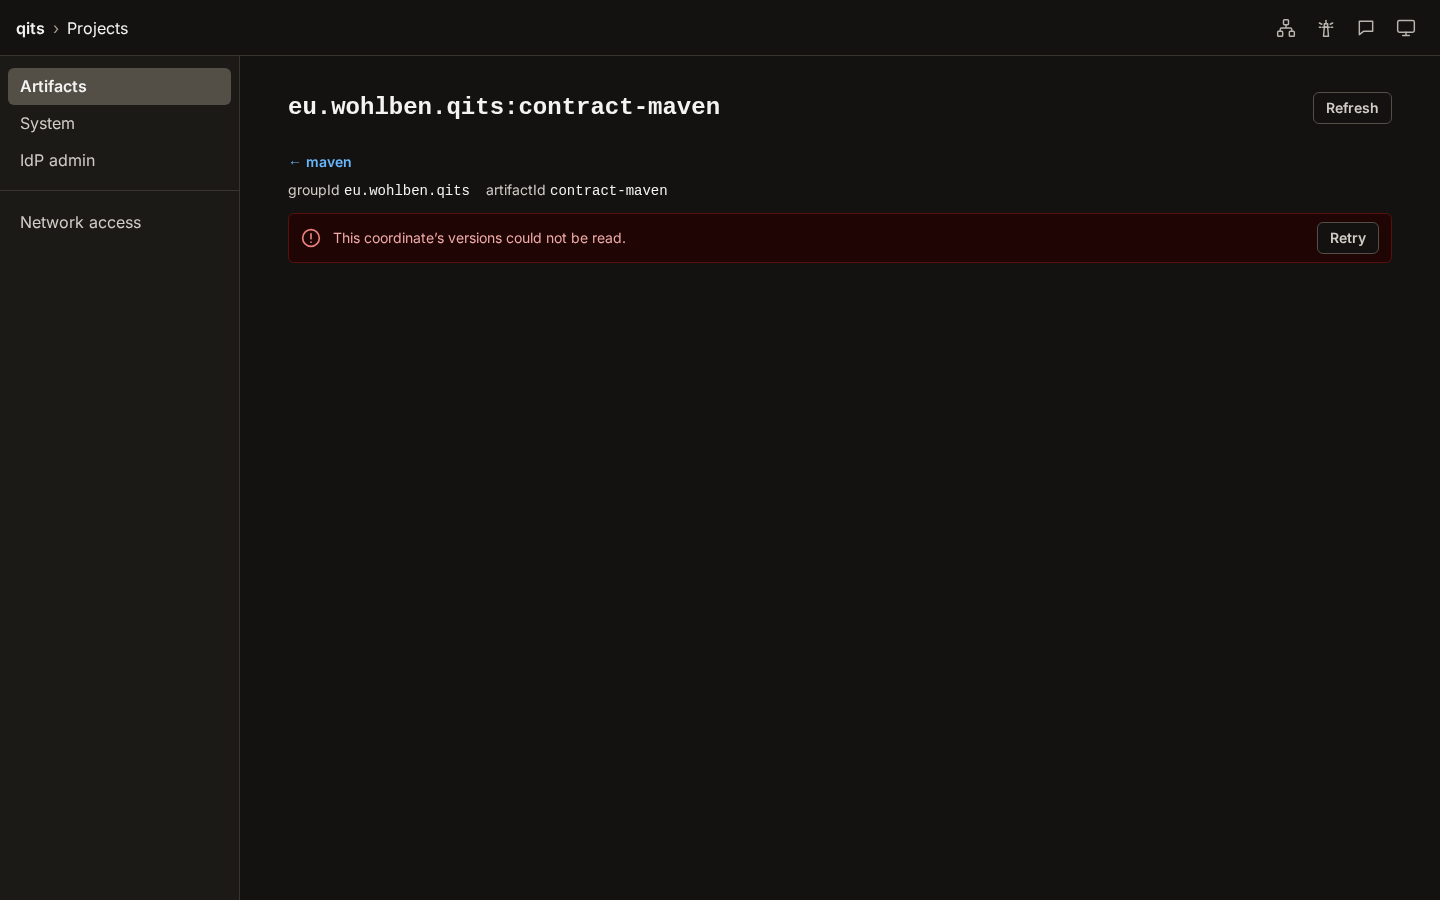 qits › Projects
Artifacts
System
IdP admin
Network access
eu.wohlben.qits:contract-maven
Refresh
← maven
groupId eu.wohlben.qits artifactId contract-maven
This coordinate’s versions could not be read.
Retry